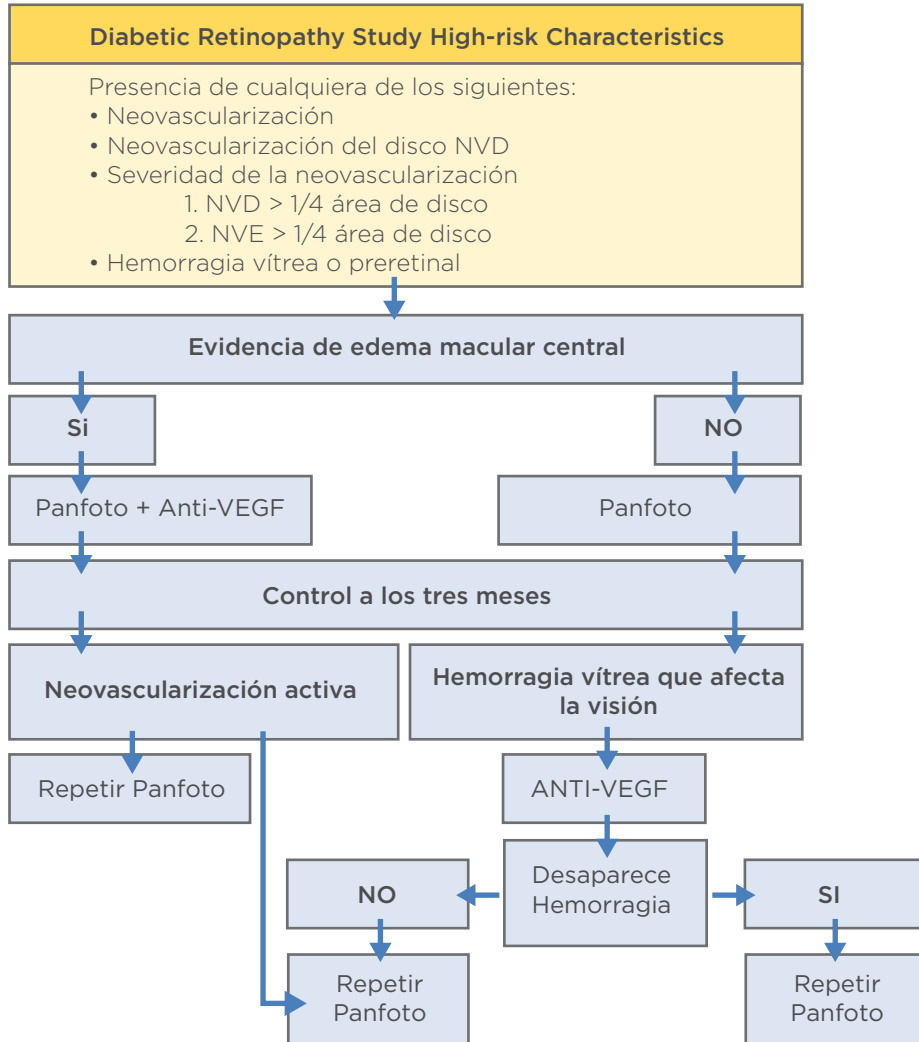 Diabetic Retinopathy Study High-risk Characteristics
Presencia de cualquiera de los siguientes:
• Neovascularización
• Neovascularización del disco NVD
• Severidad de la neovascularización
1. NVD > 1/4 área de disco
2. NVE > 1/4 área de disco
• Hemorragia vítrea o preretinal
Evidencia de edema macular central
Si
NO
Panfoto + Anti-VEGF
Panfoto
Control a los tres meses
Neovascularización activa
Hemorragia vítrea que afecta
la visión
Repetir Panfoto
ANTI-VEGF
Desaparece
Hemorragia
NO
SI
Repetir
Panfoto
Repetir
Panfoto